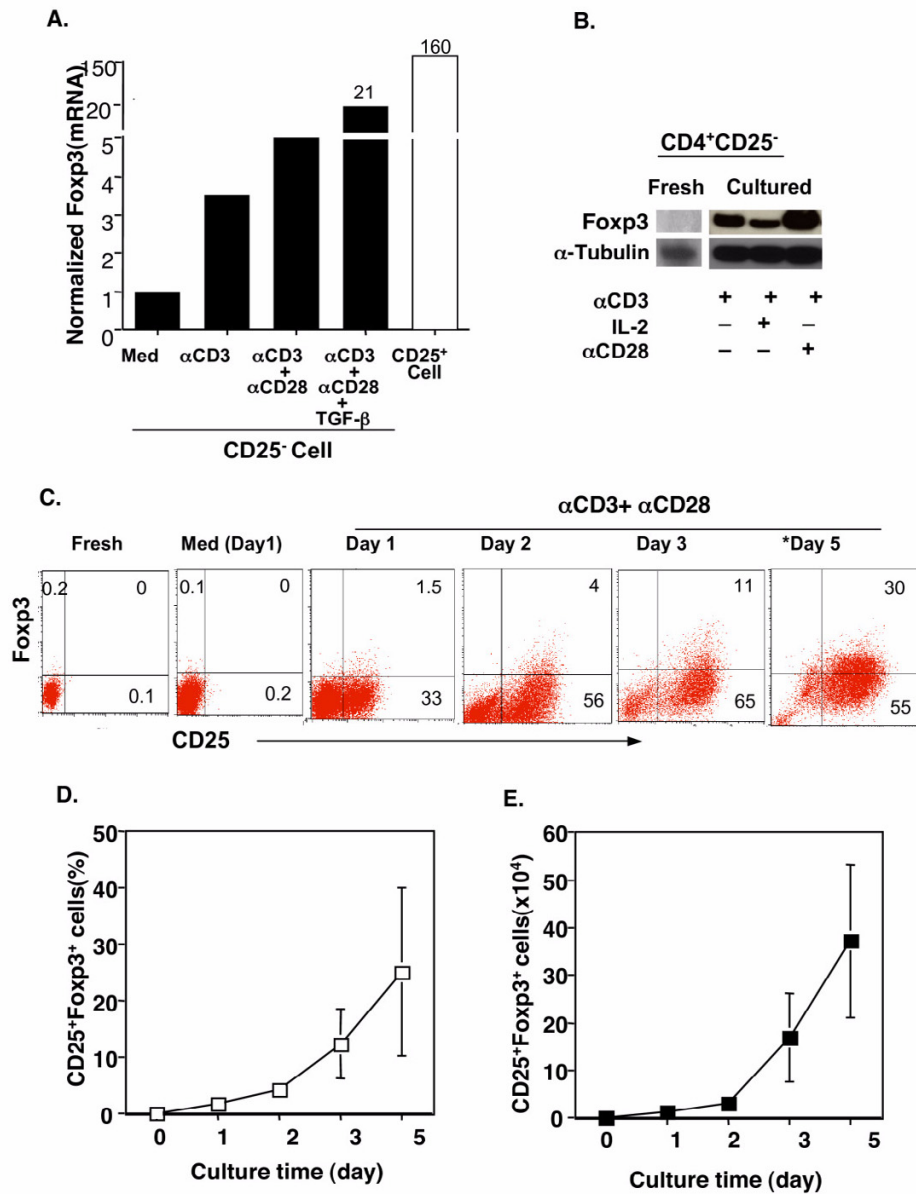 A.
160
150
21
20
5
4
3
2
1
0
Normalized Foxp3(mRNA)
Med
αCD3
αCD3
+
αCD28
αCD3
+
αCD28
+
TGF-β
CD25⁺
Cell
CD25⁻ Cell
B.
CD4⁺CD25⁻
Fresh Cultured
Foxp3
α-Tubulin
αCD3 + + +
IL-2 – + –
αCD28 – – +
C.
αCD3+ αCD28
Fresh Med (Day1) Day 1 Day 2 Day 3 *Day 5
0.2 0 0.1 0 1.5 4 11 30
Foxp3
0.1 0.2 33 56 65 55
CD25
D.
50
40
30
20
10
0
CD25⁺Foxp3⁺ cells(%)
0 1 2 3 5
Culture time (day)
E.
60
50
40
30
20
10
0
CD25⁺Foxp3⁺ cells(x10⁴)
0 1 2 3 5
Culture time (day)